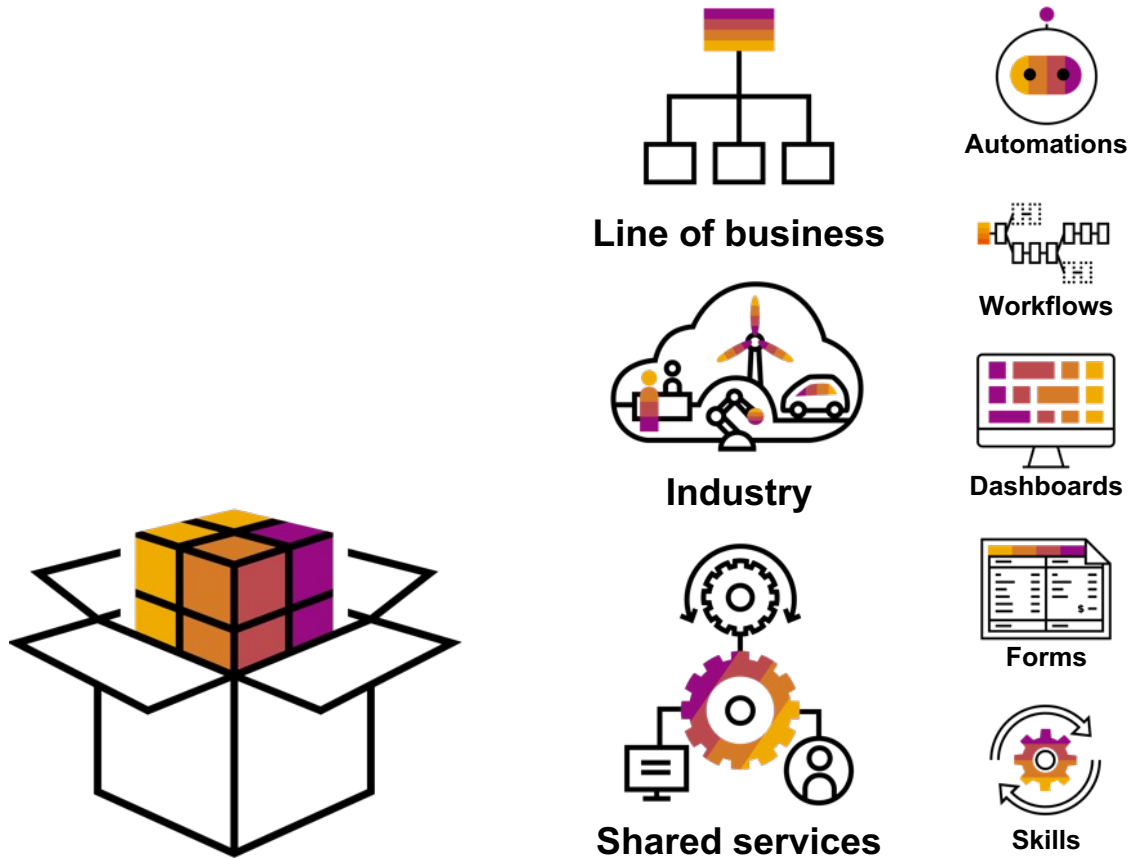 Line of business
Industry
Shared services
Automations
Workflows
Dashboards
$
Forms
Skills